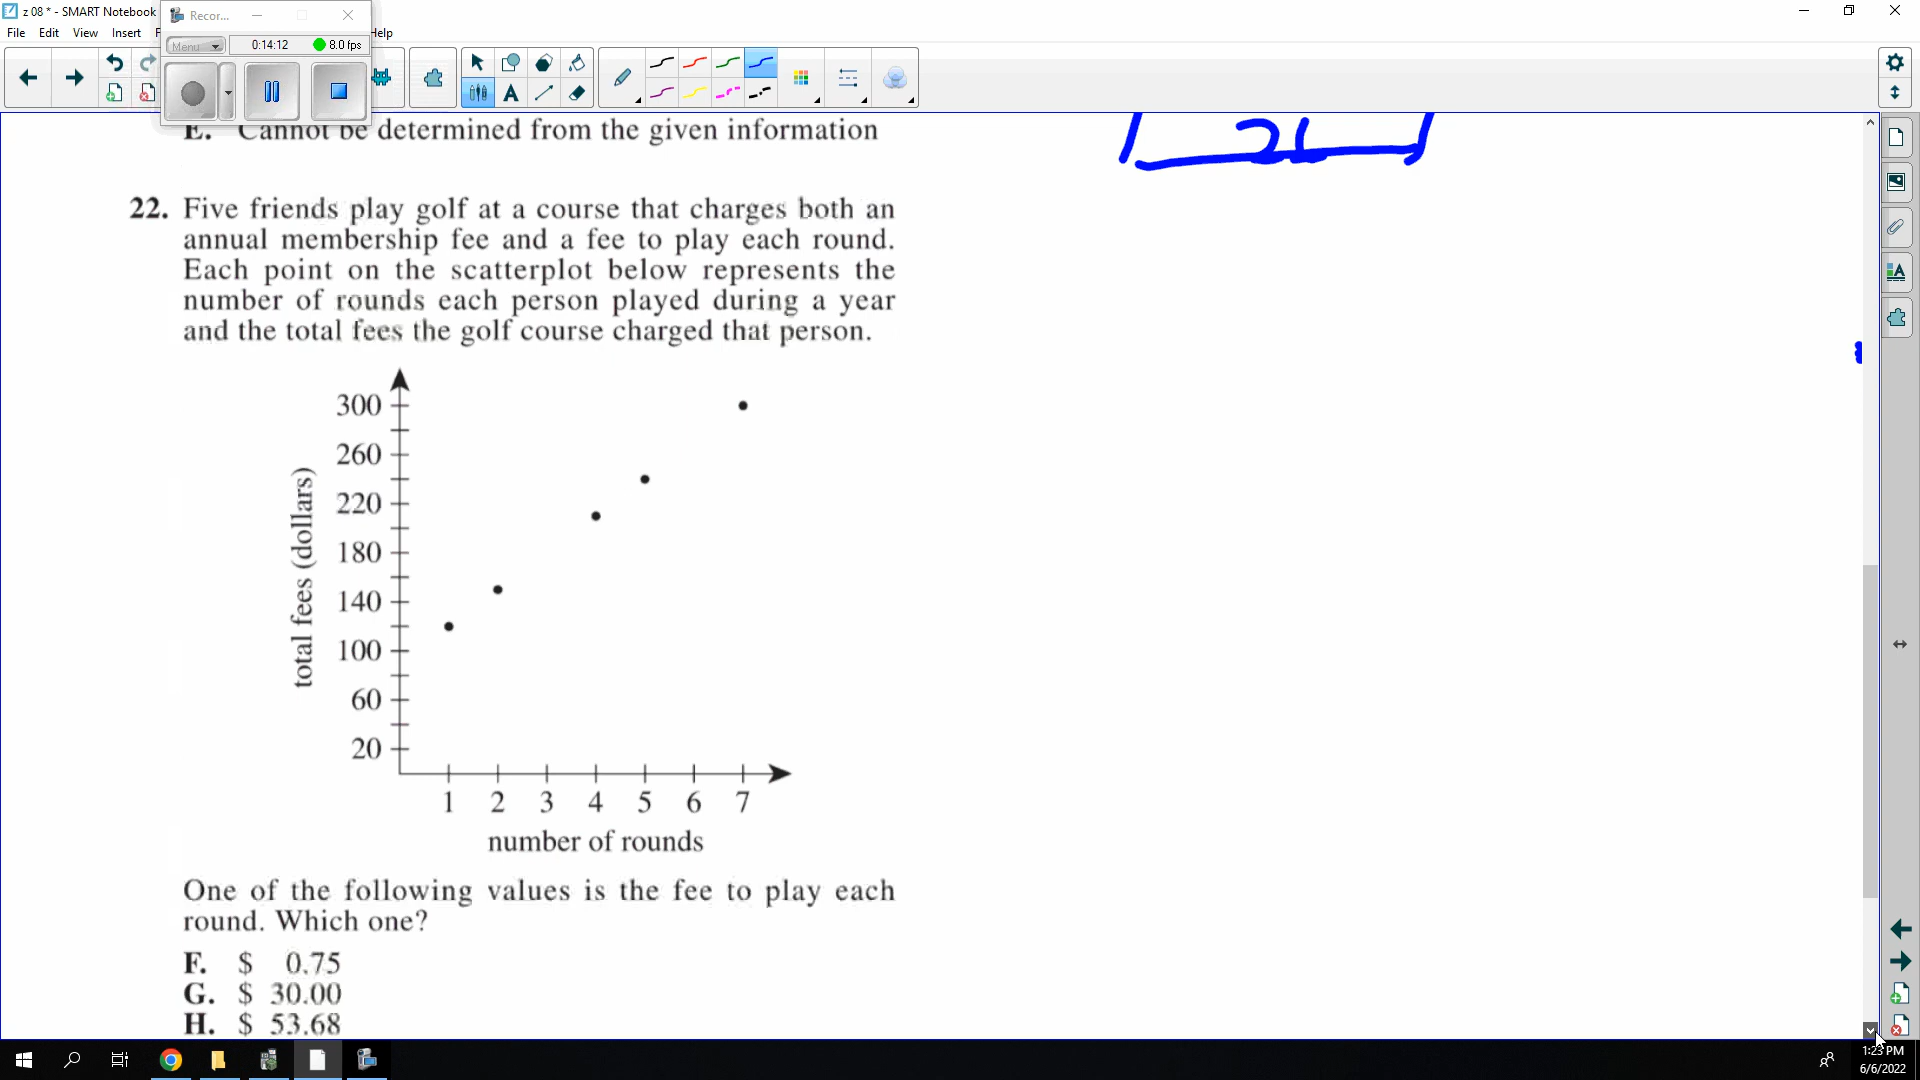 z 08 * - SMART Notebook
Recor...
File Edit View Insert
Help
Menu
0:14:12
8.0 fps
E. Cannot be determined from the given information
26
22. Five friends play golf at a course that charges both an
annual membership fee and a fee to play each round.
Each point on the scatterplot below represents the
number of rounds each person played during a year
and the total fees the golf course charged that person.
300
260
220
180
140
100
60
20
total fees (dollars)
1 2 3 4 5 6 7
number of rounds
One of the following values is the fee to play each
round. Which one?
F. $ 0.75
G. $ 30.00
H. $ 53.68
1:23 PM
6/6/2022